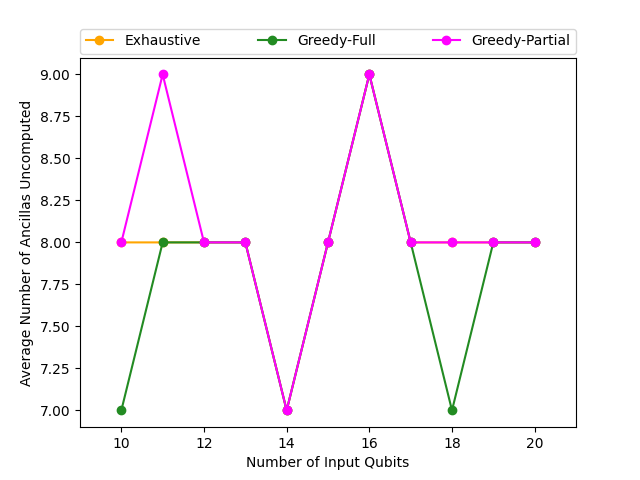 Exhaustive Greedy-Full Greedy-Partial
9.00
8.75
8.50
8.25
8.00
7.75
7.50
7.25
7.00
Average Number of Ancillas Uncomputed
10 12 14 16 18 20
Number of Input Qubits